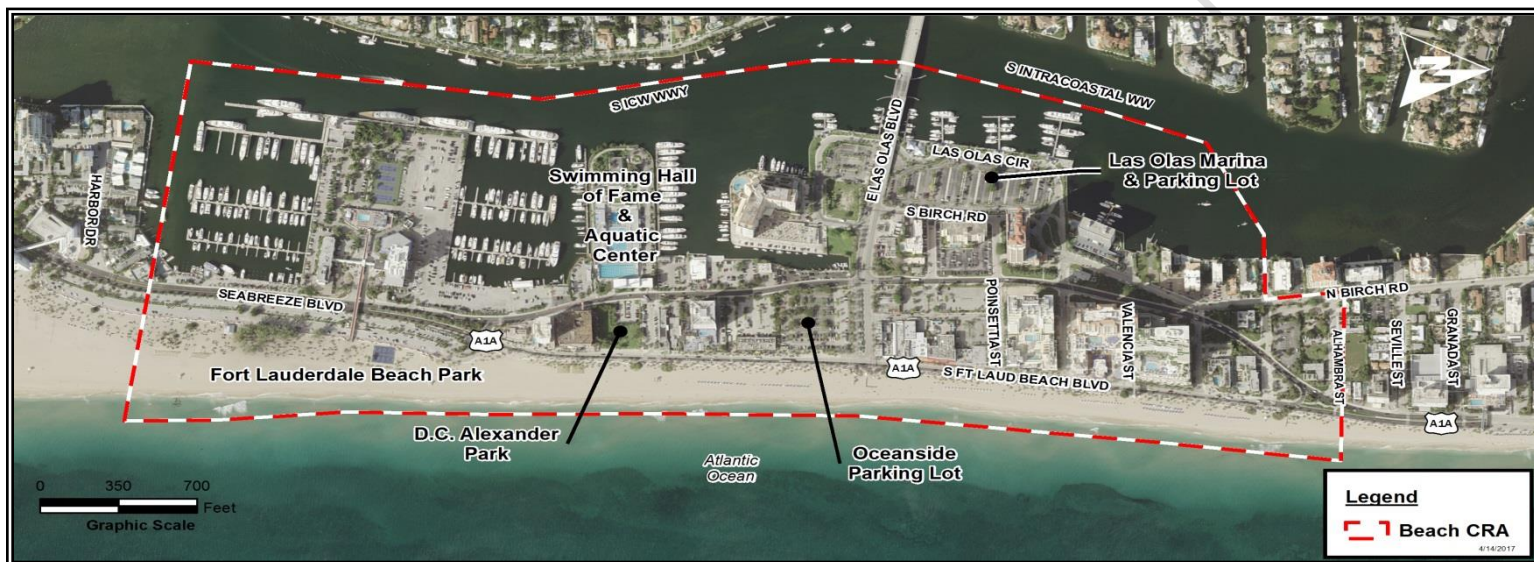 S INTRACOASTAL WW
N
S ICW WWY
E LAS OLAS BLVD
LAS OLAS CIR
Las Olas Marina
& Parking Lot
Swimming Hall
of Fame
&
Aquatic
Center
HARBOR DR
S BIRCH RD
SEABREEZE BLVD
POINSETTIA ST
VALENCIA ST
N BIRCH RD
ALHAMBRA ST
SEVILLE ST
GRANADA ST
A1A
A1A
A1A
Fort Lauderdale Beach Park
S FT LAUD BEACH BLVD
D.C. Alexander
Park
Oceanside
Parking Lot
Atlantic
Ocean
0 350 700
Feet
Graphic Scale
Legend
Beach CRA
4/14/2017